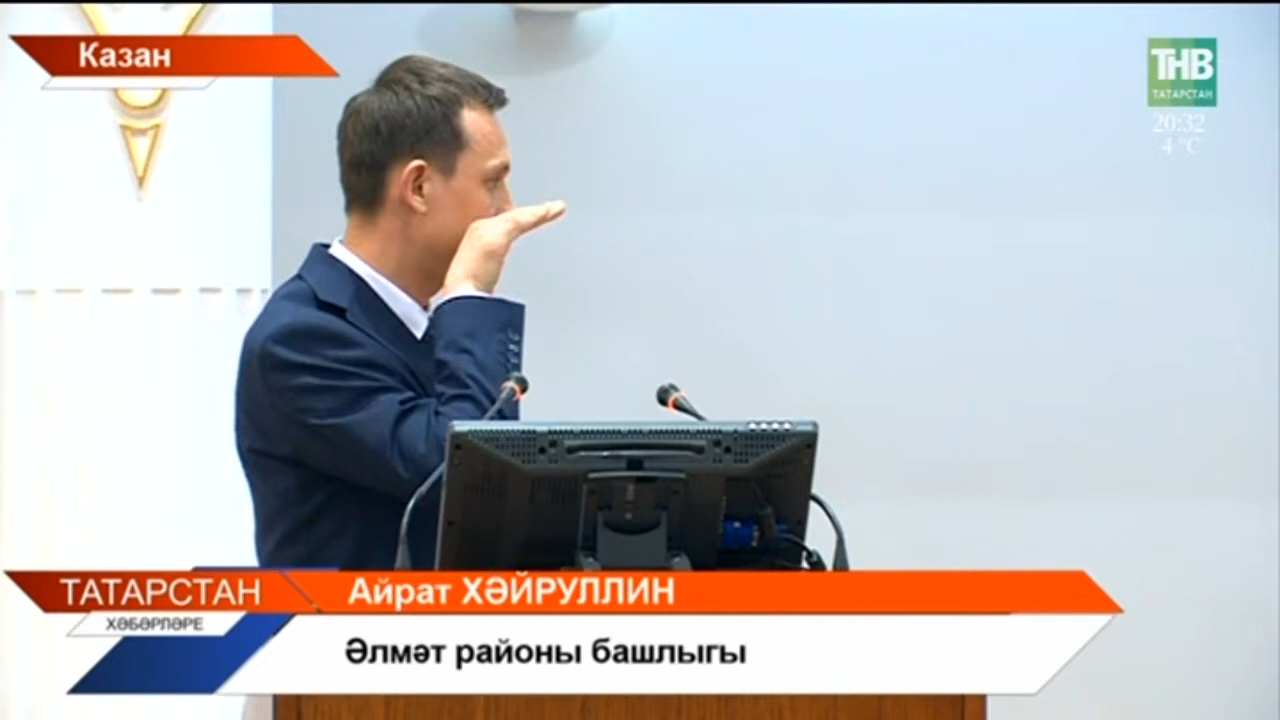 Казан
ТНВ
ТАТАРСТАН
20:32
4 °C
ТАТАРСТАН
ХӘБӘРЛӘРЕ
Айрат ХӘЙРУЛЛИН
Әлмәт районы башлыгы